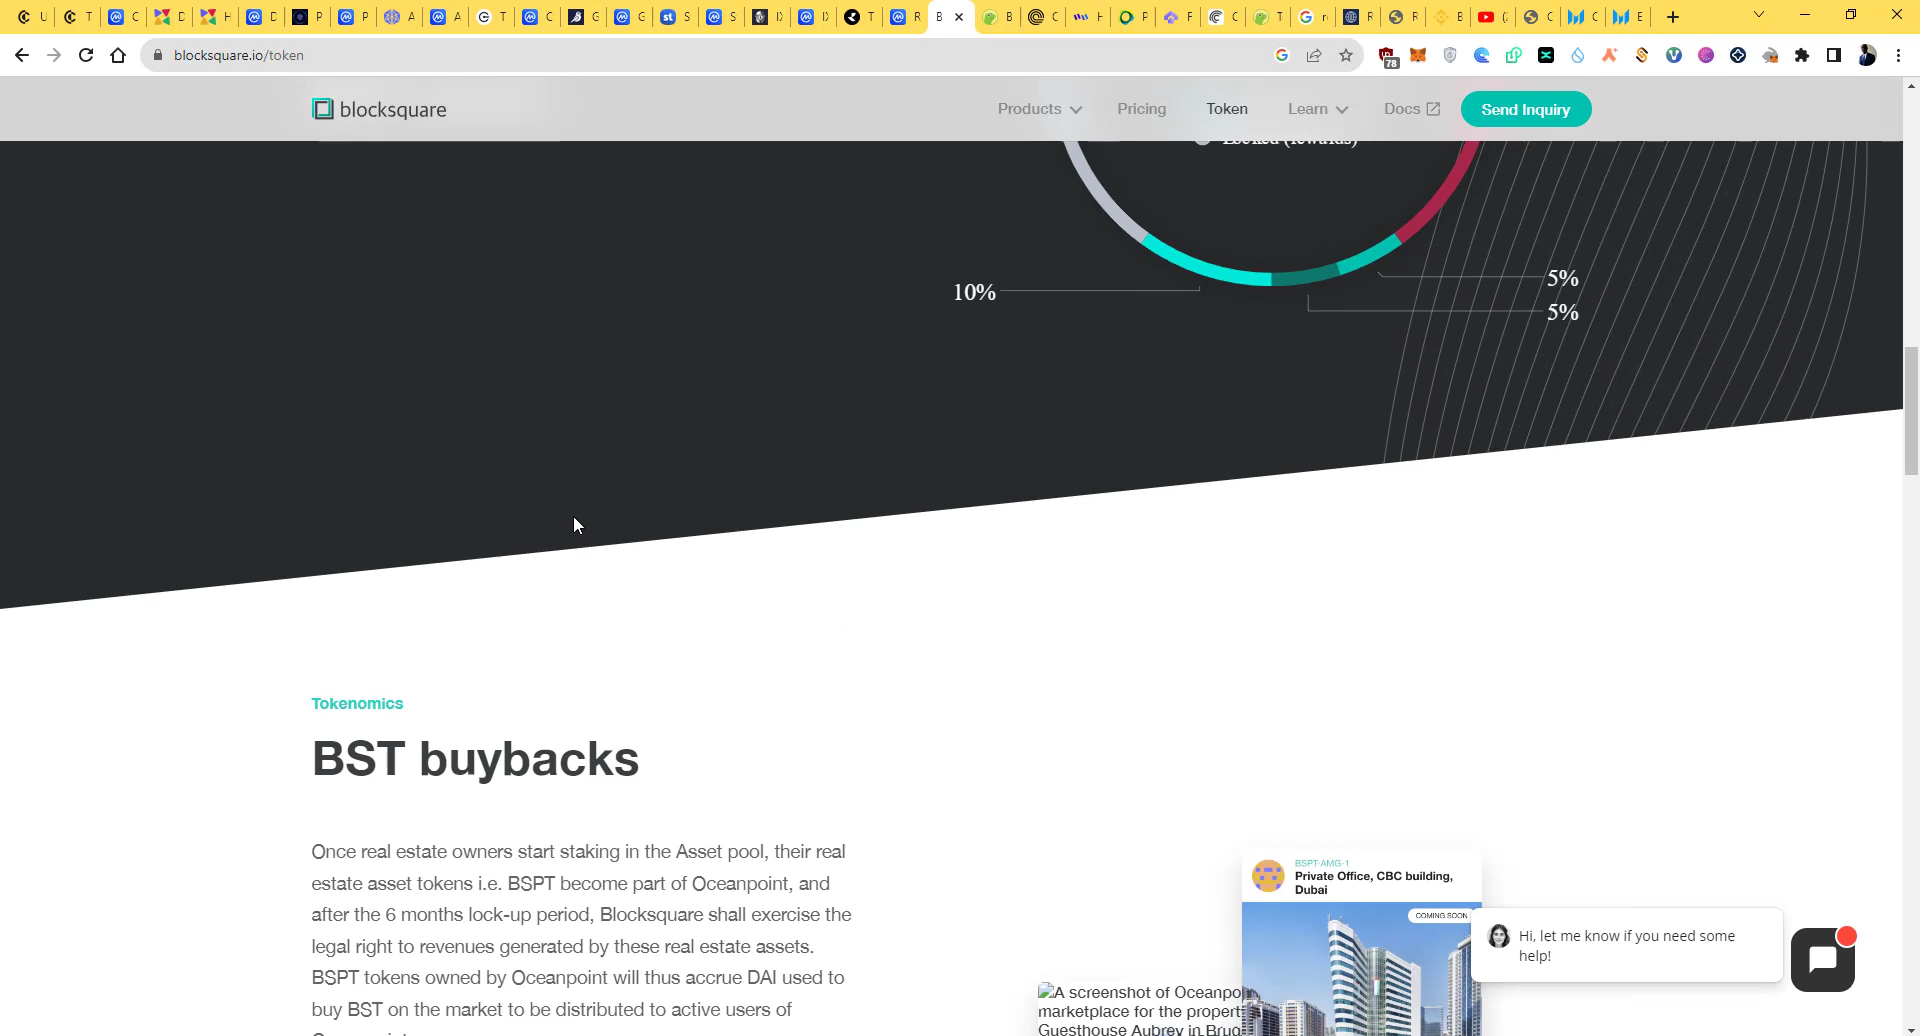 U
T
C
D
H
D
P
P
A
A
T
C
G
G
S
S
D
T
R
B
B
C
H
P
F
C
T
r
R
R
B
C
C
E
blocksquare.io/token
78
blocksquare
Products
Pricing
Token
Learn
Docs
Send Inquiry
Locked (rewards)
10%
5%
5%
Tokenomics
BST buybacks
Once real estate owners start staking in the Asset pool, their real
estate asset tokens i.e. BSPT become part of Oceanpoint, and
after the 6 months lock-up period, Blocksquare shall exercise the
legal right to revenues generated by these real estate assets.
BSPT tokens owned by Oceanpoint will thus accrue DAI used to
buy BST on the market to be distributed to active users of
BSPT-AMG-1
Private Office, CBC building,
Dubai
COMING SOON
A screenshot of Oceanpo
marketplace for the propert
Guesthouse Aubrey in Brug
Hi, let me know if you need some
help!